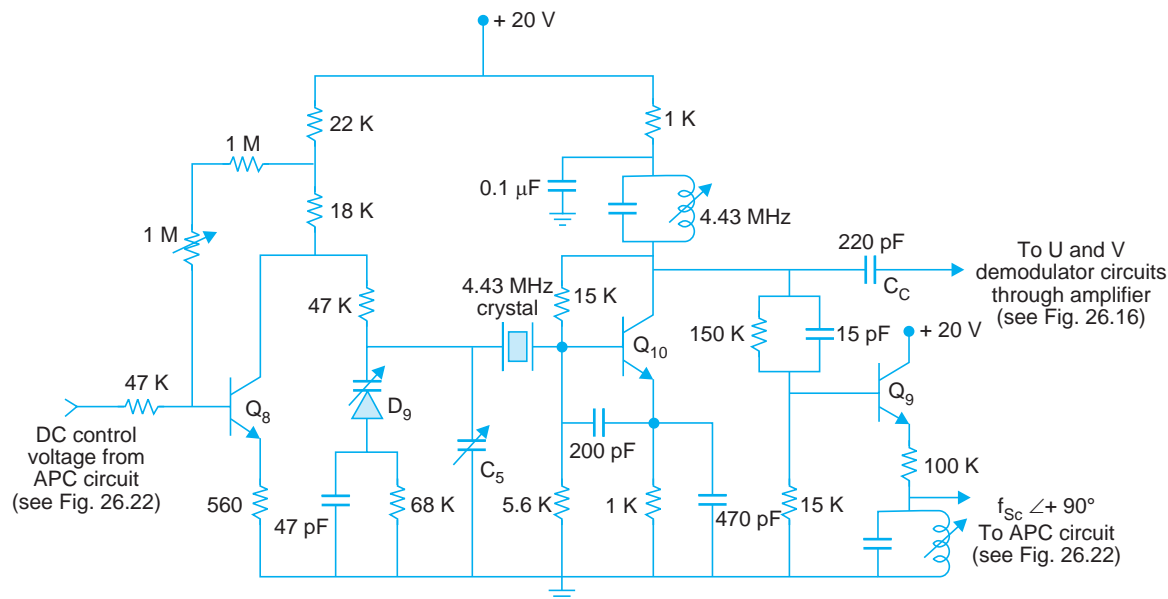 + 20 V
22 K
1 K
1 M
0.1 μF
18 K
4.43 MHz
1 M
220 pF
To U and V
demodulator circuits
through amplifier
(see Fig. 26.16)
C_C
4.43 MHz
crystal
47 K
15 K
150 K
15 pF
+ 20 V
Q_10
47 K
Q_8
D_9
Q_9
DC control
voltage from
APC circuit
(see Fig. 26.22)
200 pF
C_5
100 K
560
47 pF
68 K
5.6 K
1 K
470 pF
15 K
f_Sc ∠+ 90°
To APC circuit
(see Fig. 26.22)